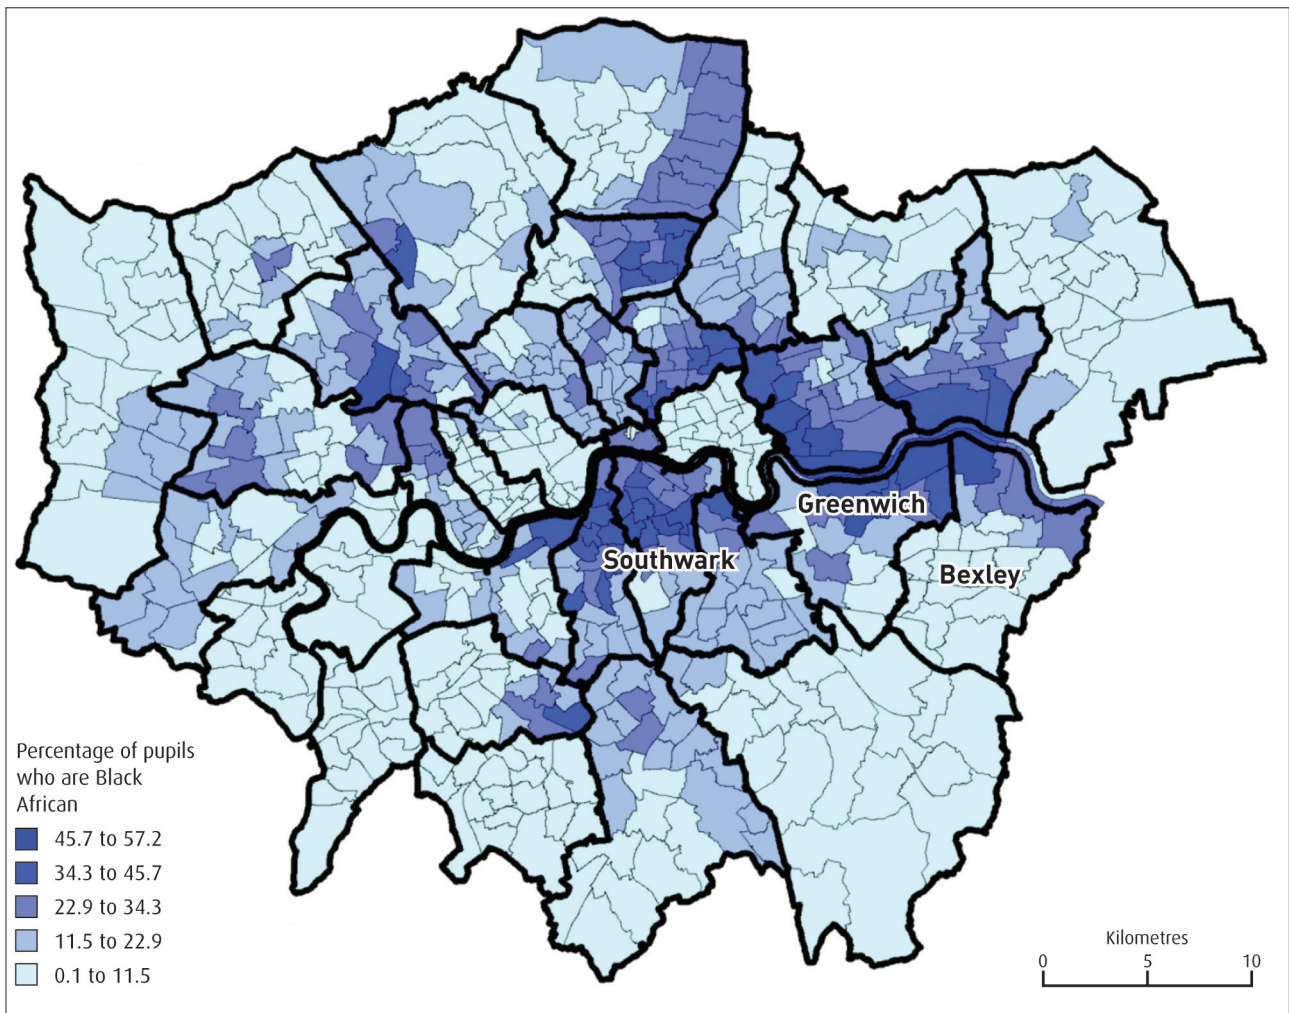 Greenwich
Southwark
Bexley
Percentage of pupils
who are Black
African
45.7 to 57.2
34.3 to 45.7
22.9 to 34.3
11.5 to 22.9
0.1 to 11.5
Kilometres
0 5 10